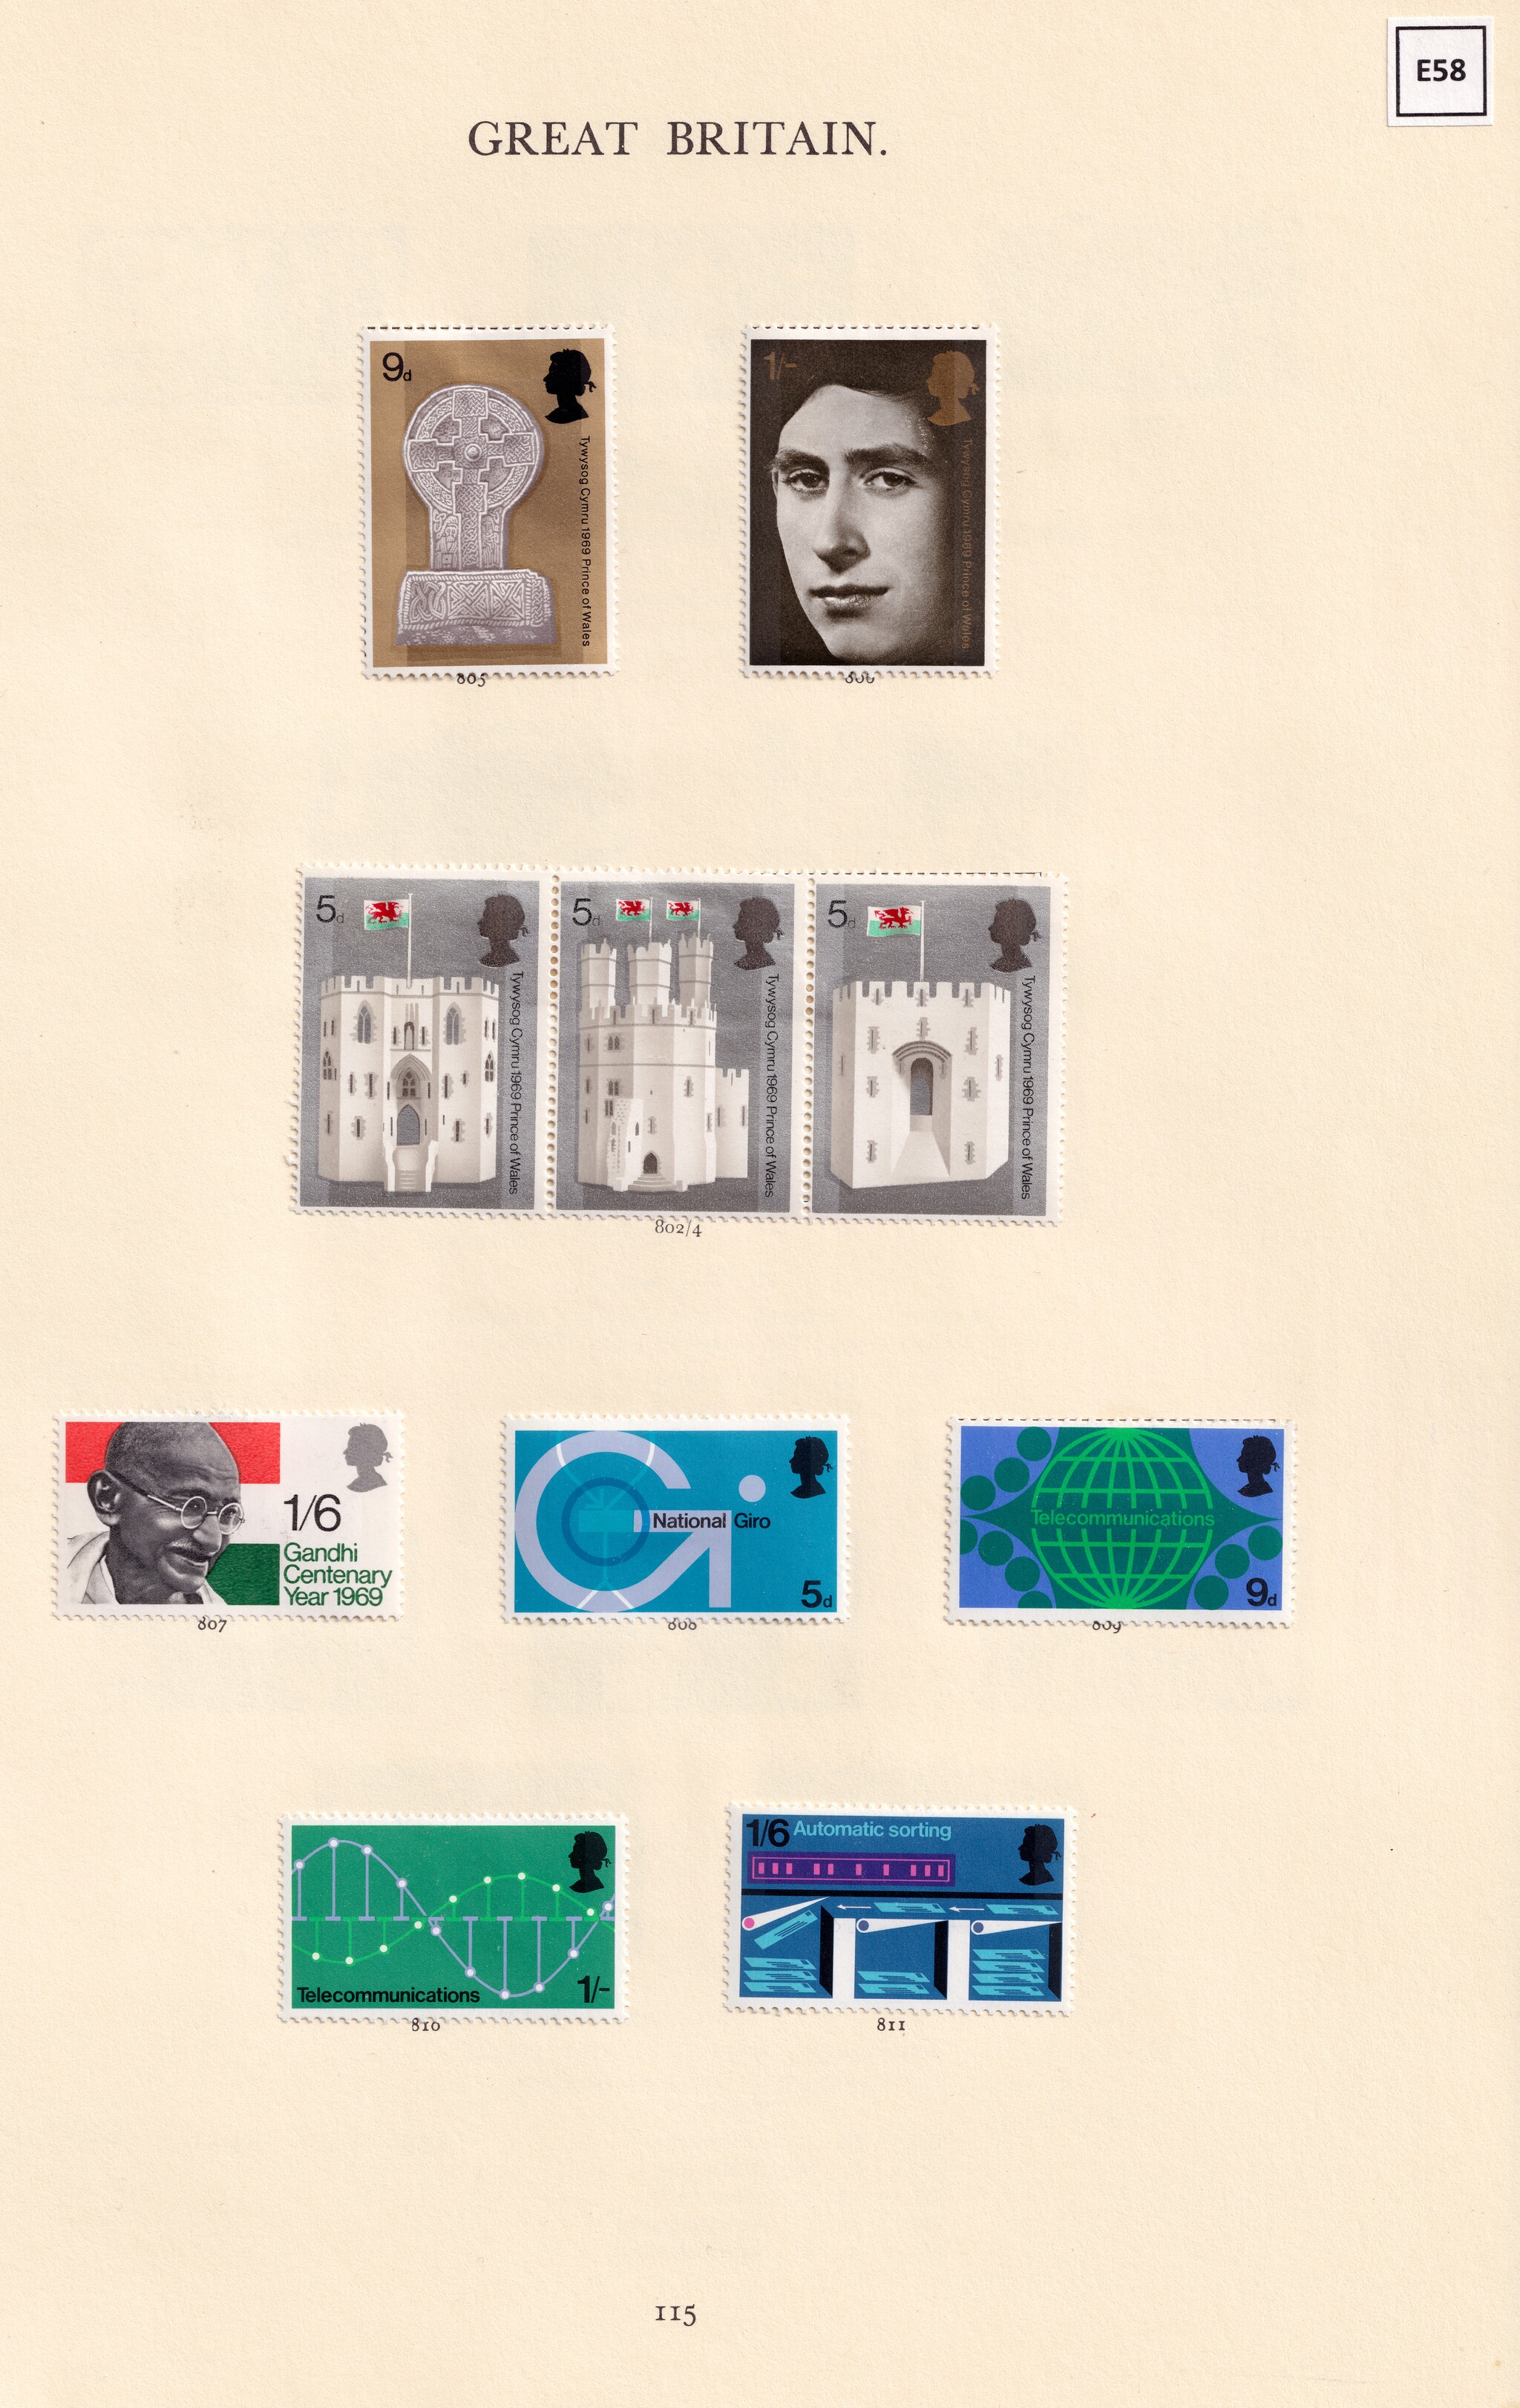 E58
GREAT BRITAIN.
9d
Tywysog Cymru 1969 Prince of Wales
805
1/-
Tywysog Cymru 1969 Prince of Wales
806
5d
Tywysog Cymru 1969 Prince of Wales
5d
Tywysog Cymru 1969 Prince of Wales
5d
Tywysog Cymru 1969 Prince of Wales
802/4
1/6
Gandhi
Centenary
Year 1969
807
National Giro
5d
808
Telecommunications
9d
809
Telecommunications 1/-
810
1/6 Automatic sorting
811
115